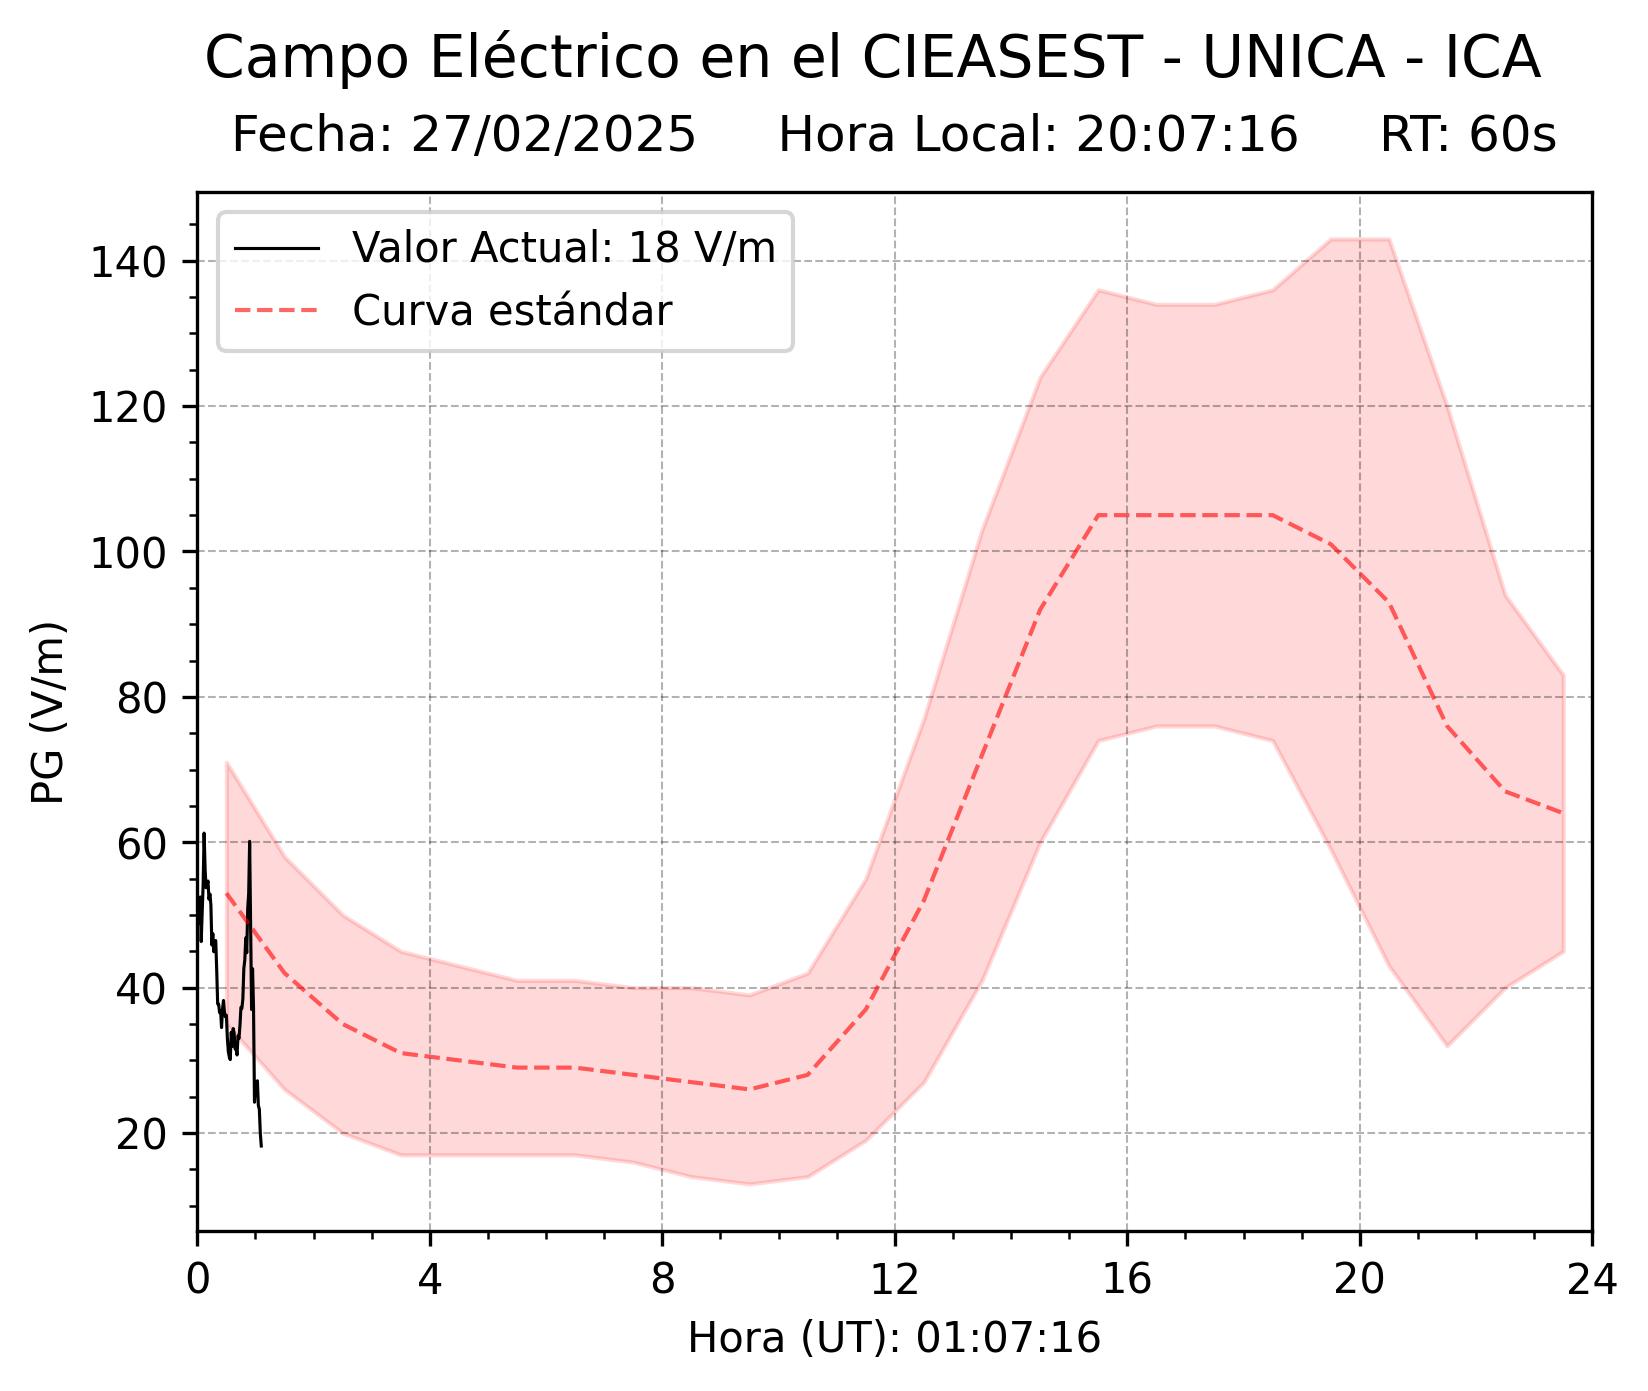 Campo Eléctrico en el CIEASEST - UNICA - ICA
Fecha: 27/02/2025 Hora Local: 20:07:16 RT: 60s
Valor Actual: 18 V/m
Curva estándar
PG (V/m)
140
120
100
80
60
40
20
0 4 8 12 16 20 24
Hora (UT): 01:07:16